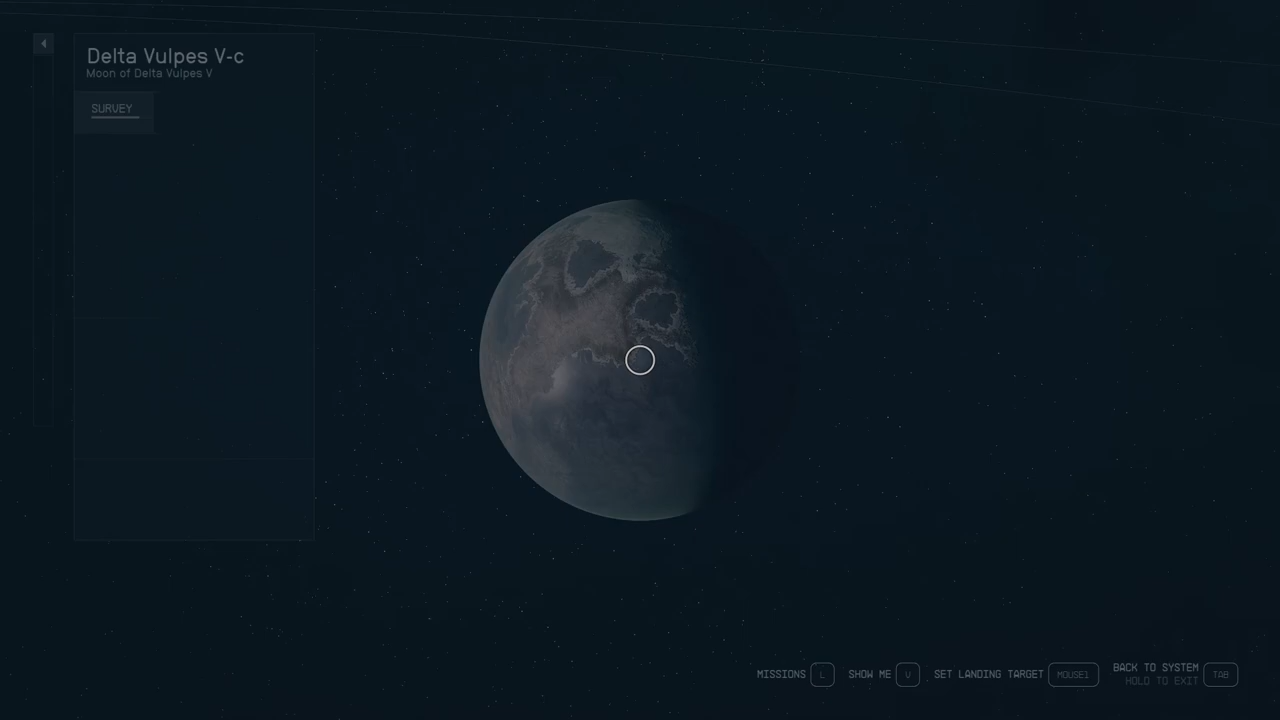 Delta Vulpes V-c
Moon of Delta Vulpes V
SURVEY
MISSIONS L
SHOW ME V
SET LANDING TARGET MOUSE1
BACK TO SYSTEM TAB
HOLD TO EXIT